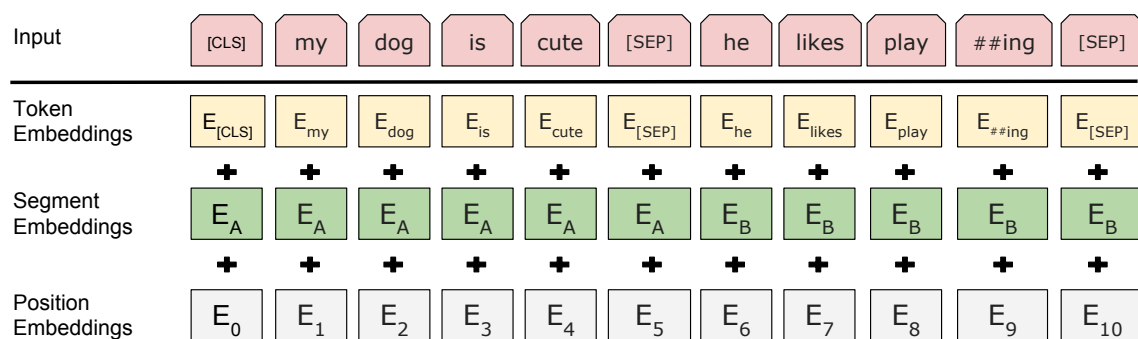 Input [CLS] my dog is cute [SEP] he likes play ##ing [SEP]
Token Embeddings E[CLS] Emy Edog Eis Ecute E[SEP] Ehe Elikes Eplay E##ing E[SEP]
+ + + + + + + + + + +
Segment Embeddings EA EA EA EA EA EA EB EB EB EB EB
+ + + + + + + + + + +
Position Embeddings E0 E1 E2 E3 E4 E5 E6 E7 E8 E9 E10